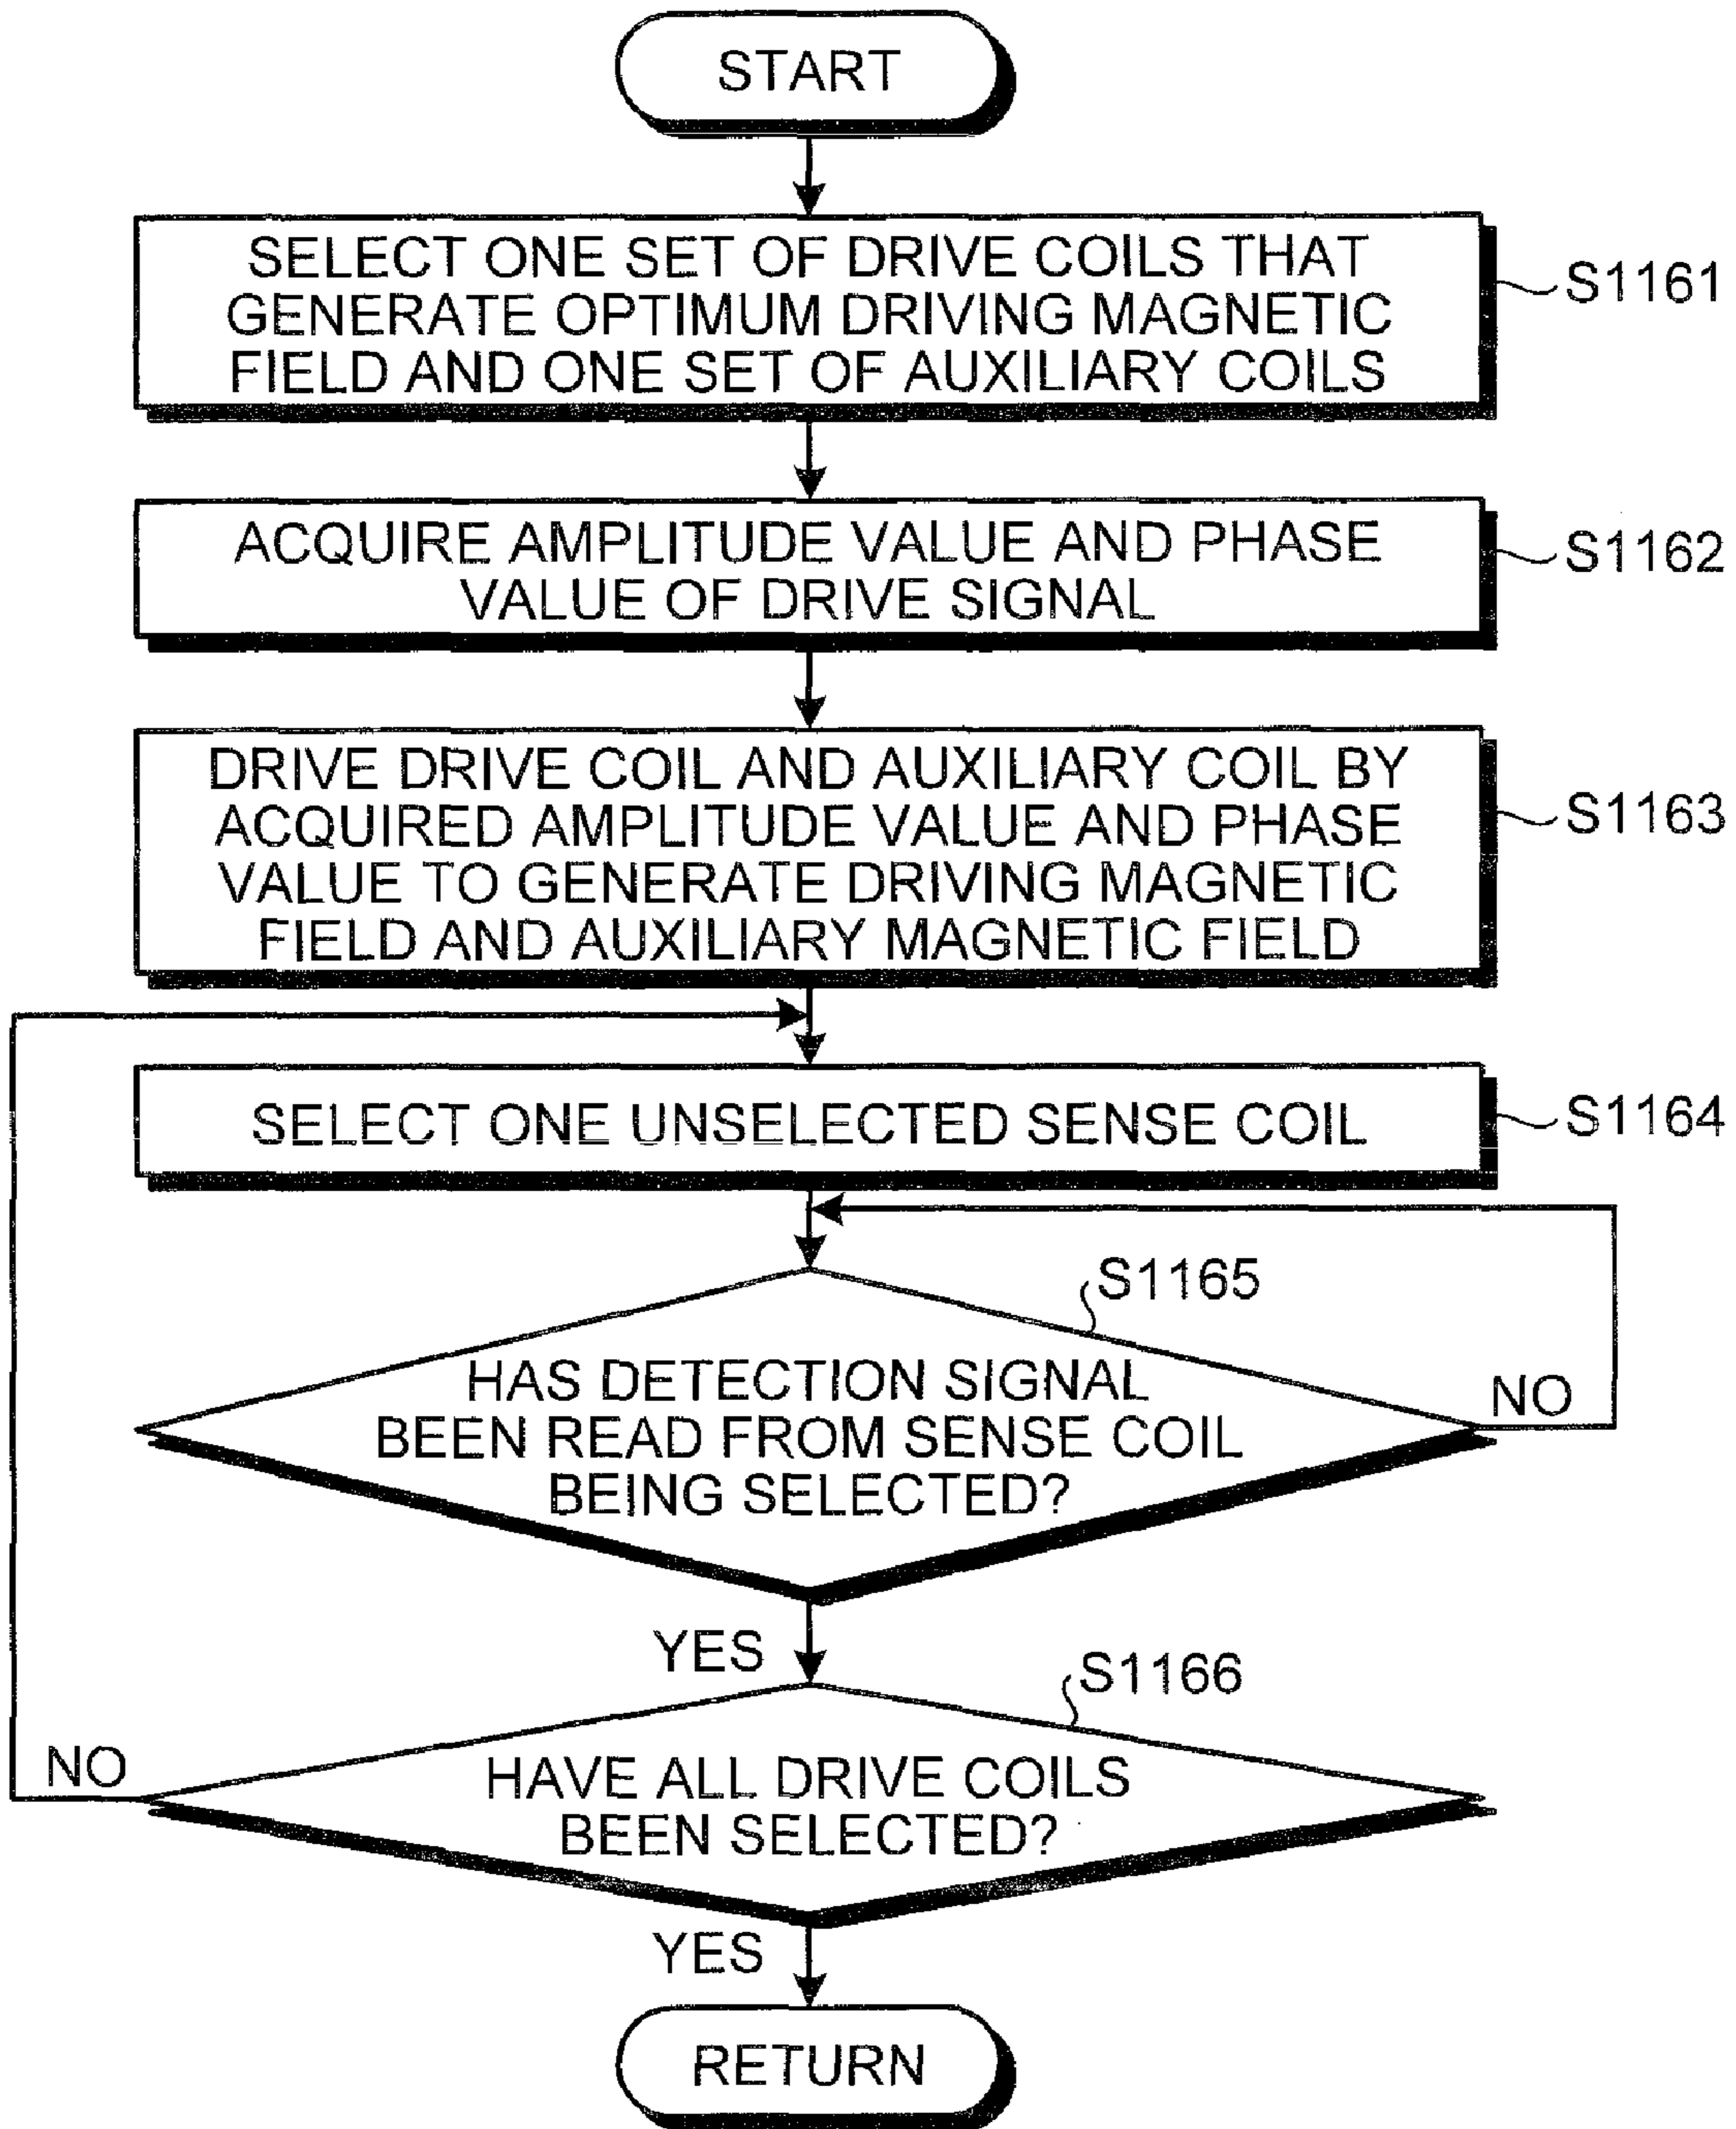 START
SELECT ONE SET OF DRIVE COILS THAT
GENERATE OPTIMUM DRIVING MAGNETIC
FIELD AND ONE SET OF AUXILIARY COILS
S1161
ACQUIRE AMPLITUDE VALUE AND PHASE
VALUE OF DRIVE SIGNAL
S1162
DRIVE DRIVE COIL AND AUXILIARY COIL BY
ACQUIRED AMPLITUDE VALUE AND PHASE
VALUE TO GENERATE DRIVING MAGNETIC
FIELD AND AUXILIARY MAGNETIC FIELD
S1163
SELECT ONE UNSELECTED SENSE COIL
S1164
S1165
HAS DETECTION SIGNAL
BEEN READ FROM SENSE COIL
BEING SELECTED?
NO
YES
S1166
HAVE ALL DRIVE COILS
BEEN SELECTED?
NO
YES
RETURN